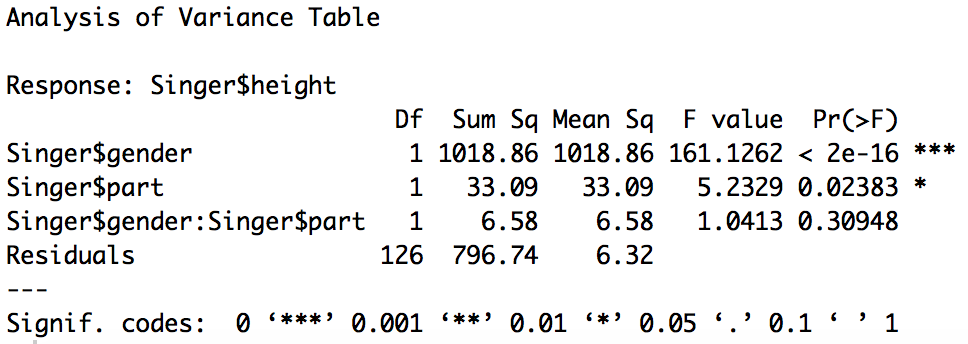 Analysis of Variance Table
Response: Singer$height
Df Sum Sq Mean Sq F value Pr(>F)
Singer$gender 1 1018.86 1018.86 161.1262 < 2e-16 ***
Singer$part 1 33.09 33.09 5.2329 0.02383 *
Singer$gender:Singer$part 1 6.58 6.58 1.0413 0.30948
Residuals 126 796.74 6.32
---
Signif. codes: 0 ‘***’ 0.001 ‘**’ 0.01 ‘*’ 0.05 ‘.’ 0.1 ‘ ’ 1